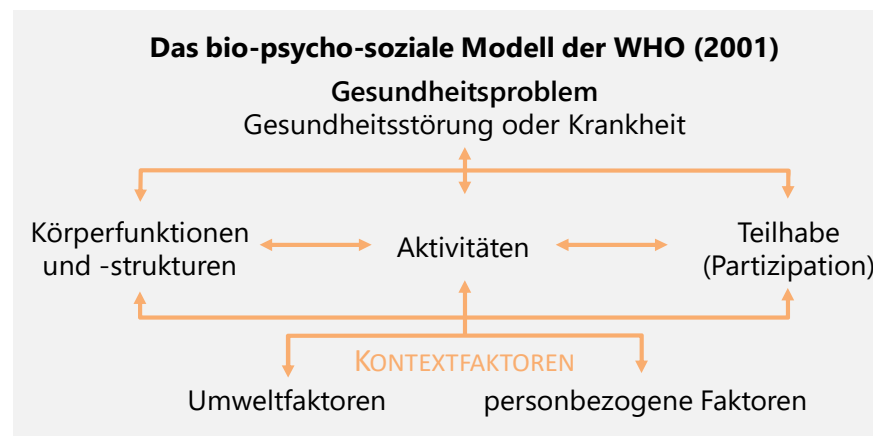 Das bio-psycho-soziale Modell der WHO (2001)
Gesundheitsproblem
Gesundheitsstörung oder Krankheit
Körperfunktionen
und -strukturen
Aktivitäten
Teilhabe
(Partizipation)
KONTEXTFAKTOREN
Umweltfaktoren
personbezogene Faktoren